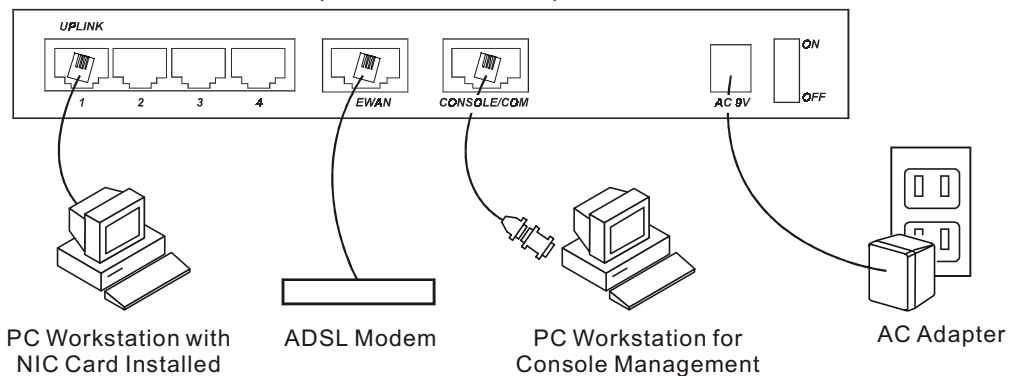 UPLINK
1 2 3 4 EWAN CONSOLE/COM AC 9V
ON
OFF
PC Workstation with
NIC Card Installed
ADSL Modem
PC Workstation for
Console Management
AC Adapter